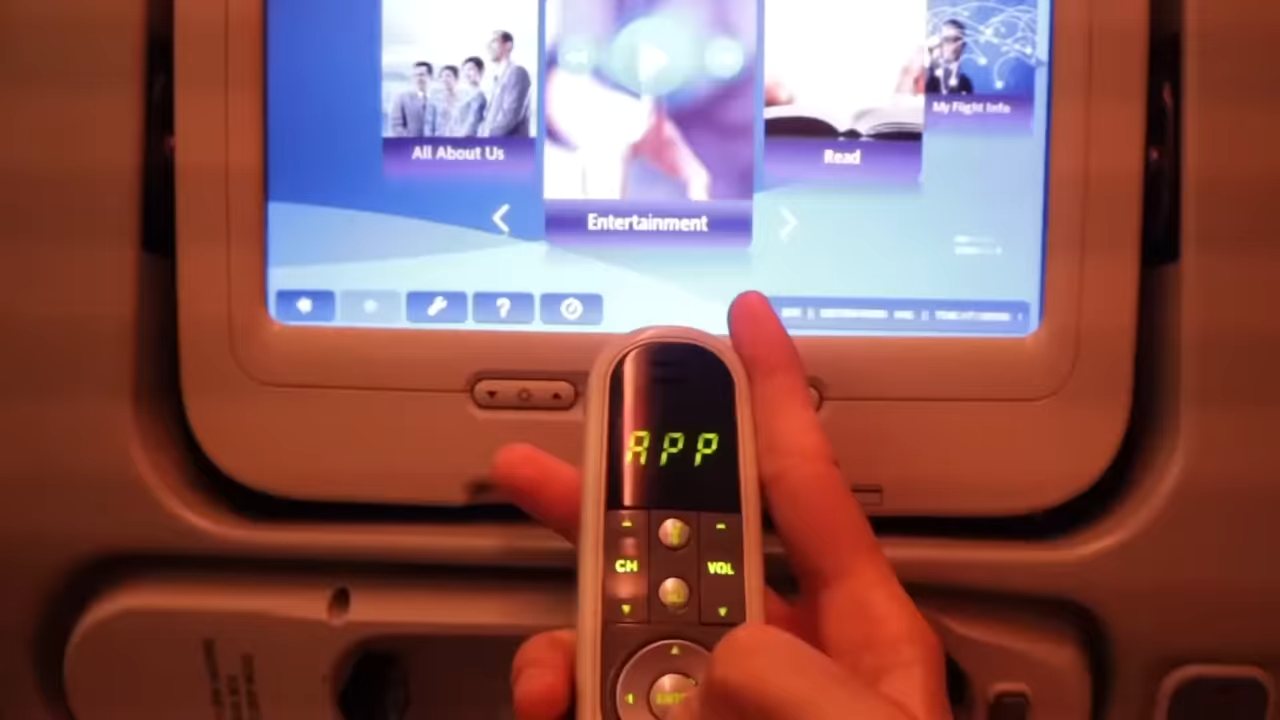 My Flight Info
All About Us
Read
Entertainment
?
APP
CH
VOL